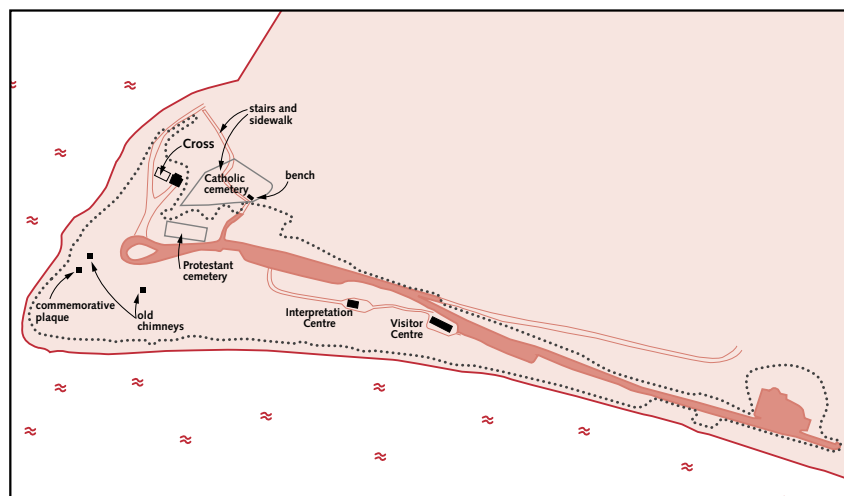 stairs and
sidewalk
Cross
Catholic
cemetery
bench
Protestant
cemetery
commemorative
plaque
old
chimneys
Interpretation
Centre
Visitor
Centre